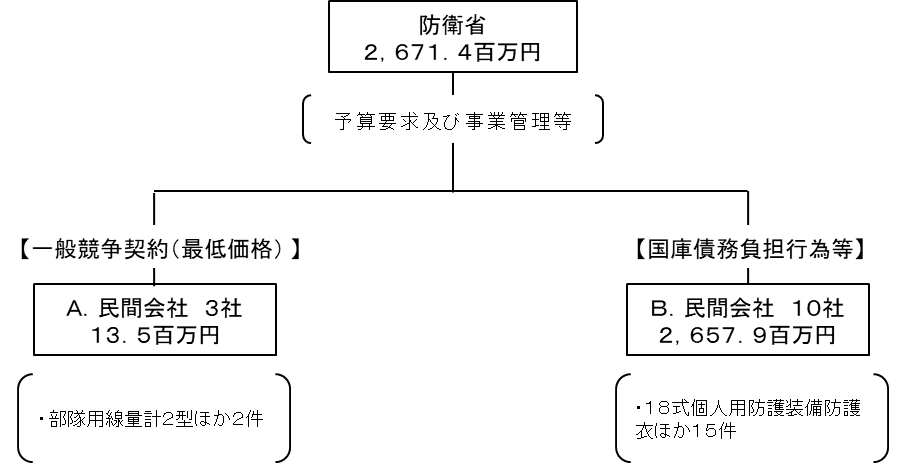 防衛省
２，６７１．４百万円
予算要求及び事業管理等
【一般競争契約（最低価格）】
【国庫債務負担行為等】
Ａ．民間会社　３社
１３．５百万円
Ｂ．民間会社　１０社
２，６５７．９百万円
・部隊用線量計２型ほか２件
・１８式個人用防護装備防護
衣ほか１５件